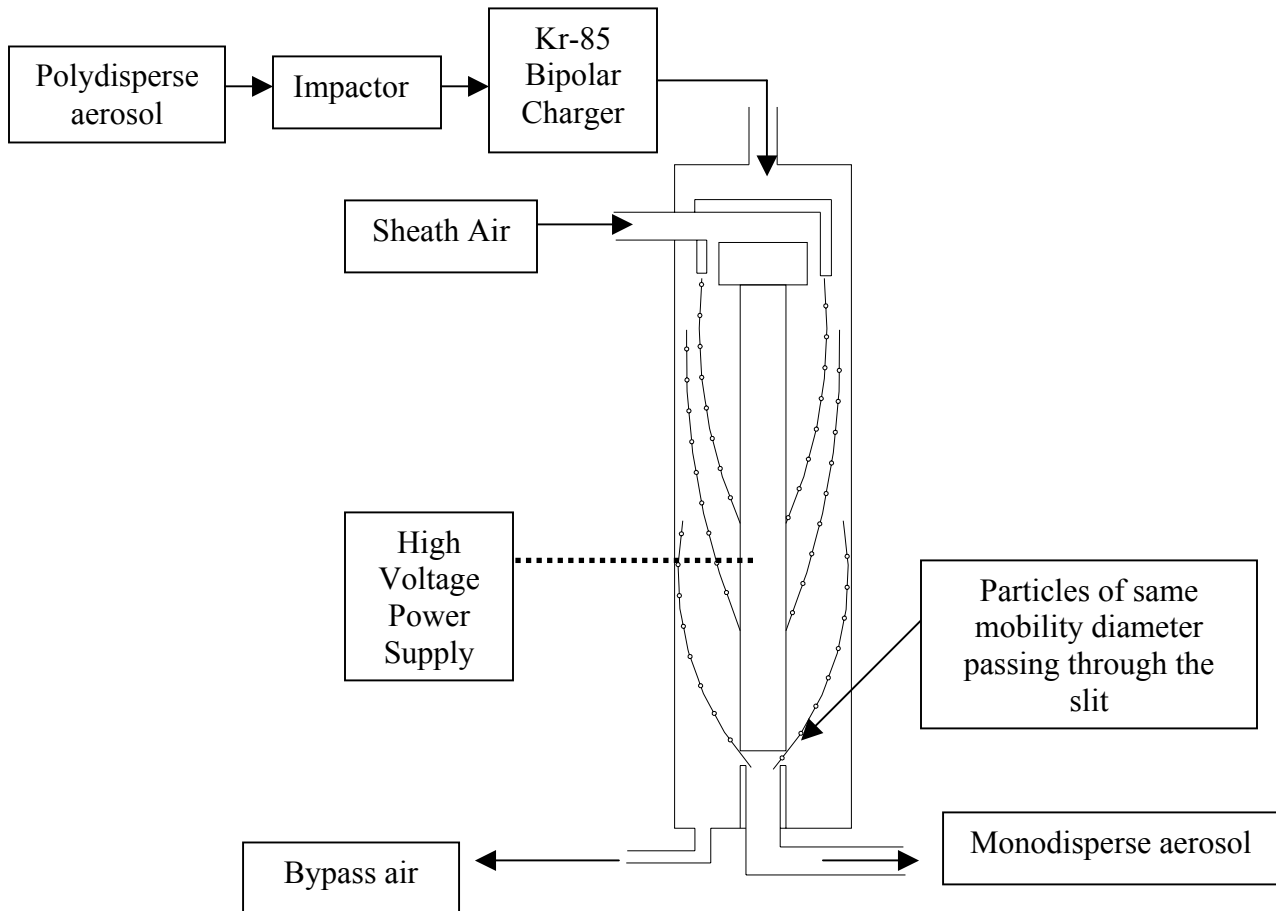 Polydisperse
aerosol
Impactor
Kr-85
Bipolar
Charger
Sheath Air
High
Voltage
Power
Supply
Particles of same
mobility diameter
passing through the
slit
Bypass air
Monodisperse aerosol